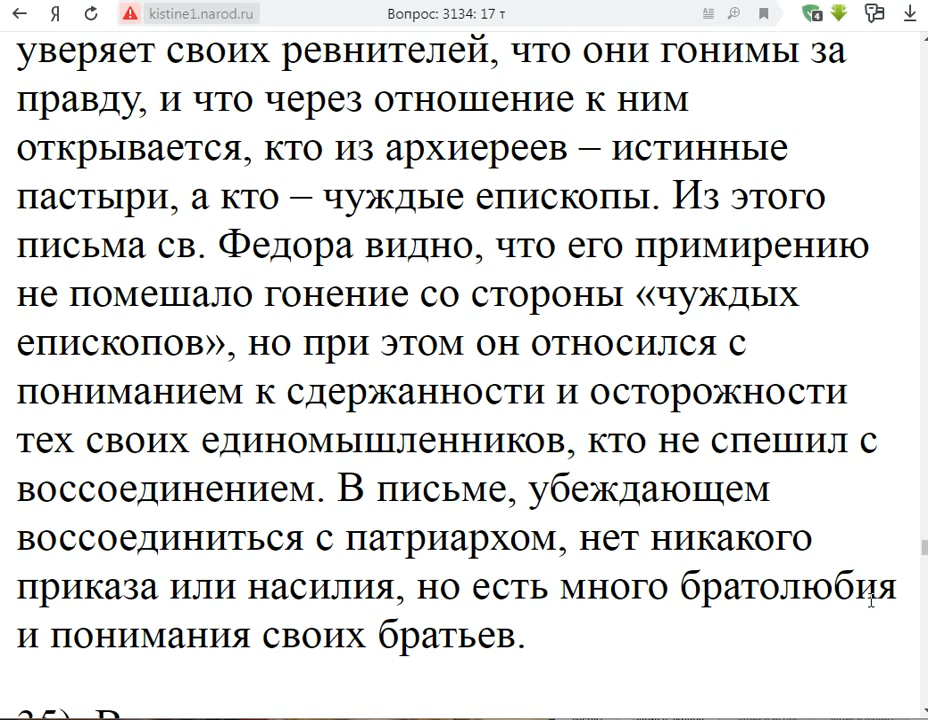 kistine1.narod.ru
Вопрос: 3134: 17 т
уверяет своих ревнителей, что они гонимы за
правду, и что через отношение к ним
открывается, кто из архиереев – истинные
пастыри, а кто – чуждые епископы. Из этого
письма св. Федора видно, что его примирению
не помешало гонение со стороны «чуждых
епископов», но при этом он относился с
пониманием к сдержанности и осторожности
тех своих единомышленников, кто не спешил с
воссоединением. В письме, убеждающем
воссоединиться с патриархом, нет никакого
приказа или насилия, но есть много братолюбия
и понимания своих братьев.